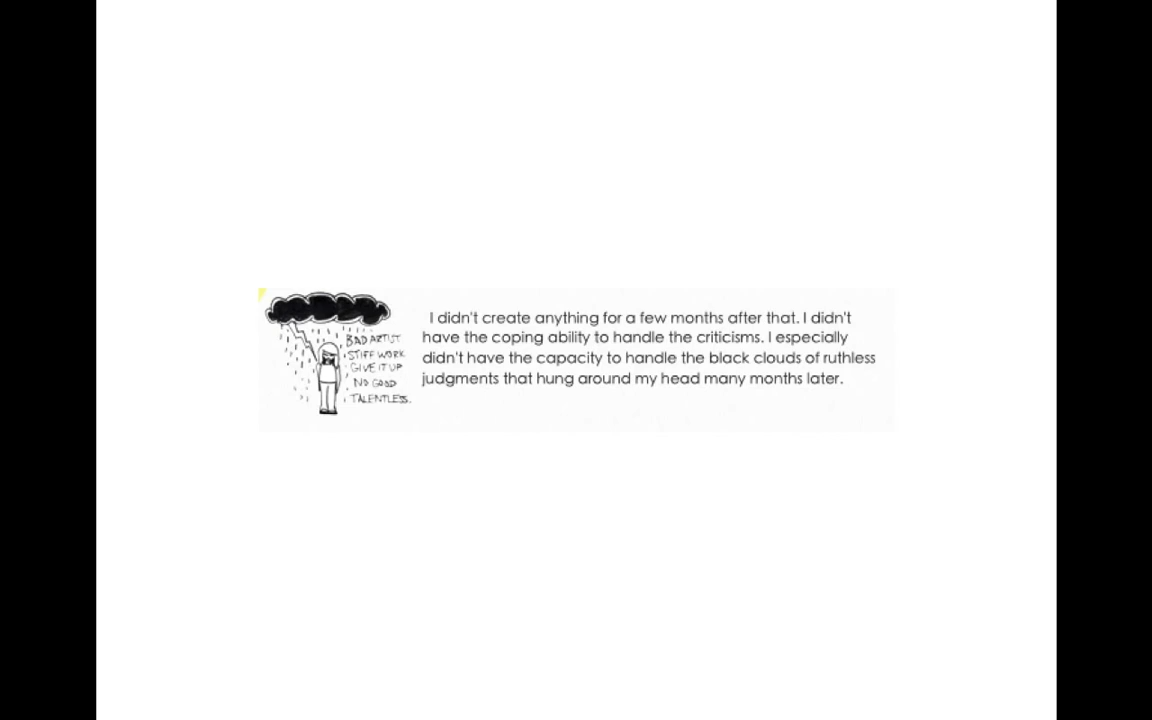 BAD ARTIST
STIFF WORK
GIVE IT UP
NO GOOD
TALENTLESS.
I didn't create anything for a few months after that. I didn't
have the coping ability to handle the criticisms. I especially
didn't have the capacity to handle the black clouds of ruthless
judgments that hung around my head many months later.